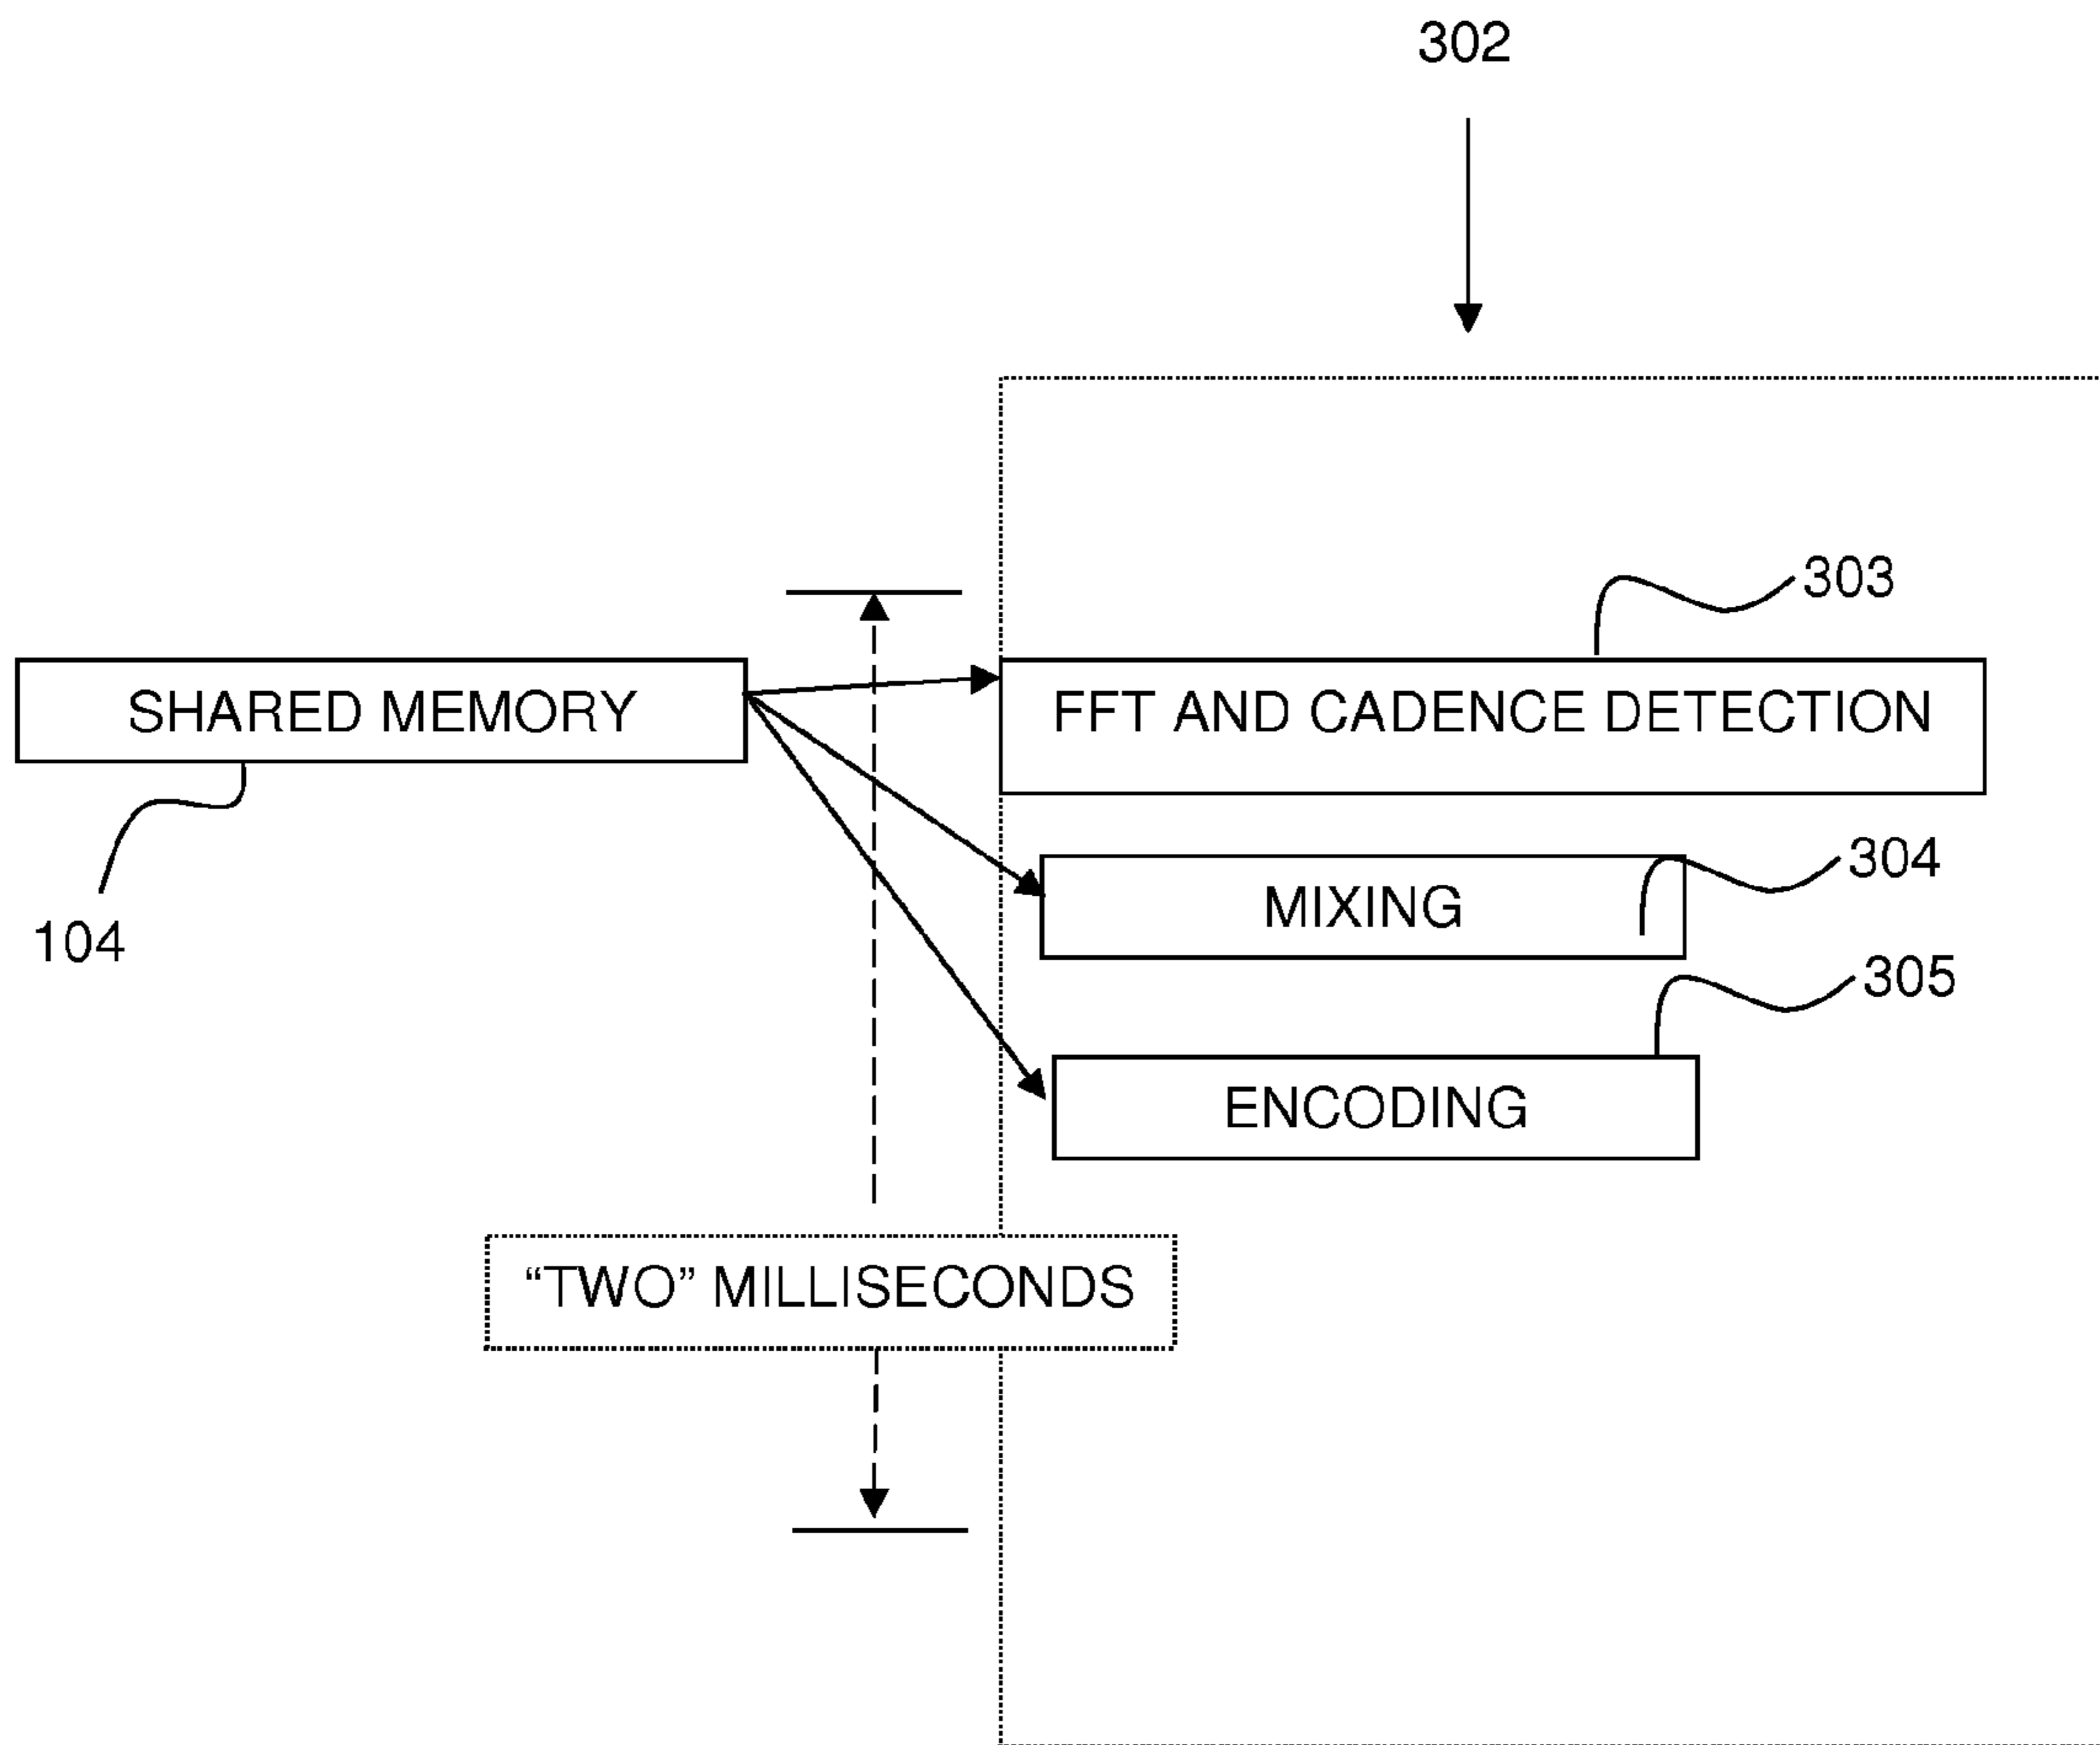 302
303
SHARED MEMORY
FFT AND CADENCE DETECTION
304
MIXING
104
305
ENCODING
“TWO” MILLISECONDS